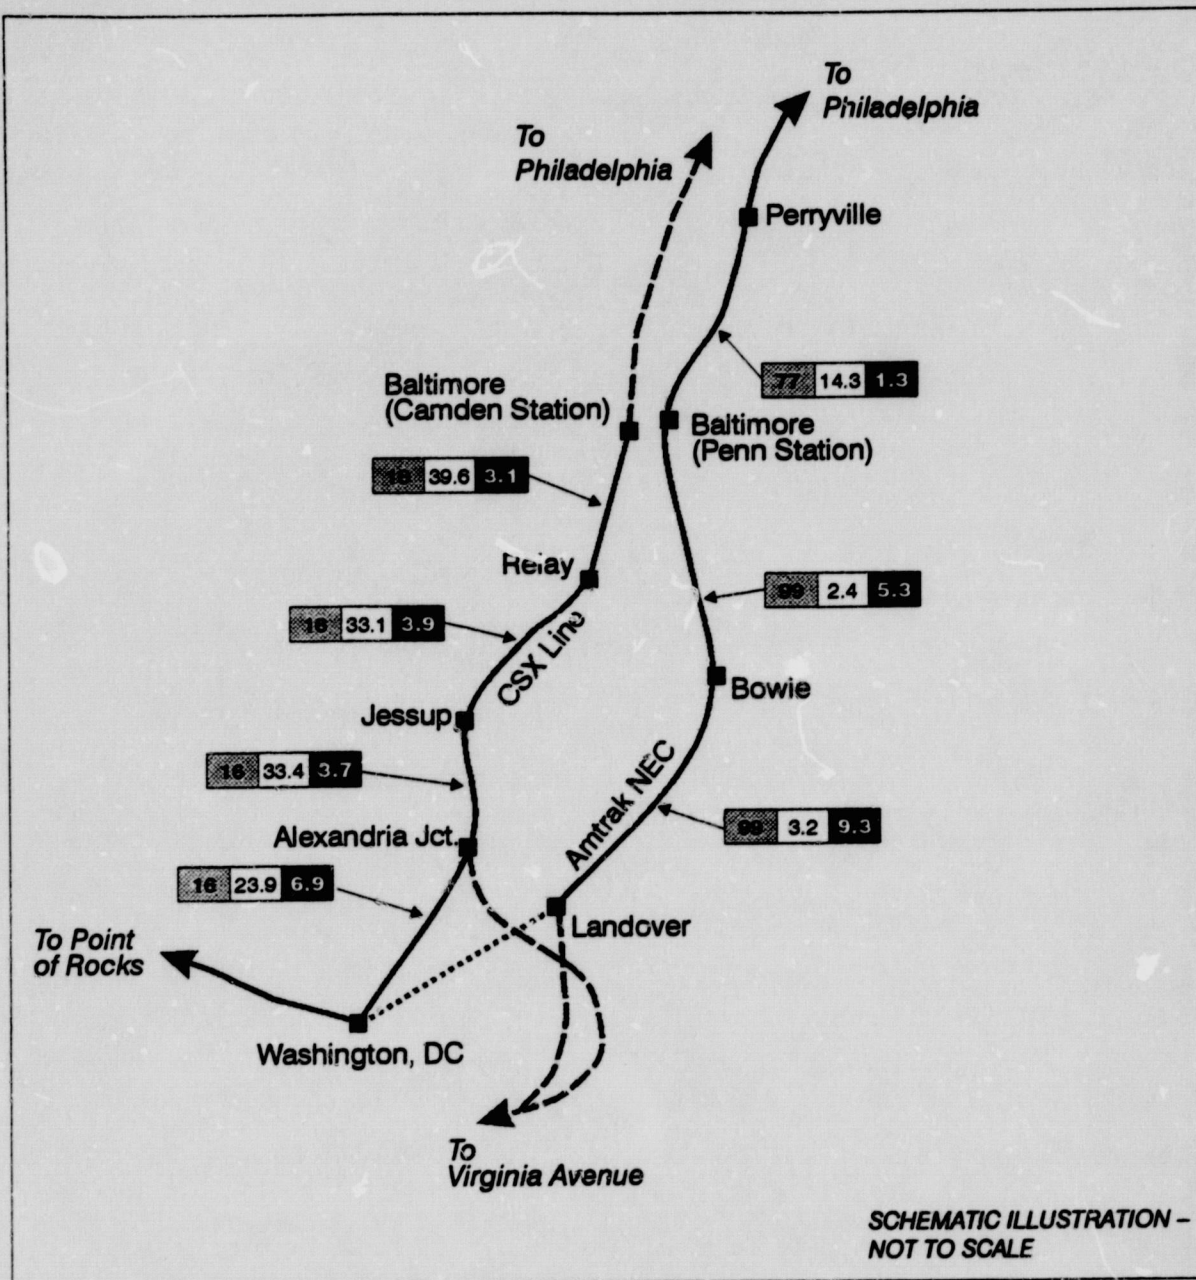 To
Philadelphia
To
Philadelphia
Perryville
77 14.3 1.3
Baltimore
(Camden Station)
Baltimore
(Penn Station)
16 39.6 3.1
Relay
99 2.4 5.3
16 33.1 3.9
CSX Line
Bowie
Jessup
16 33.4 3.7
Amtrak NEC
99 3.2 9.3
Alexandria Jct.
16 23.9 6.9
Landover
To Point
of Rocks
Washington, DC
To
Virginia Avenue
SCHEMATIC ILLUSTRATION –
NOT TO SCALE